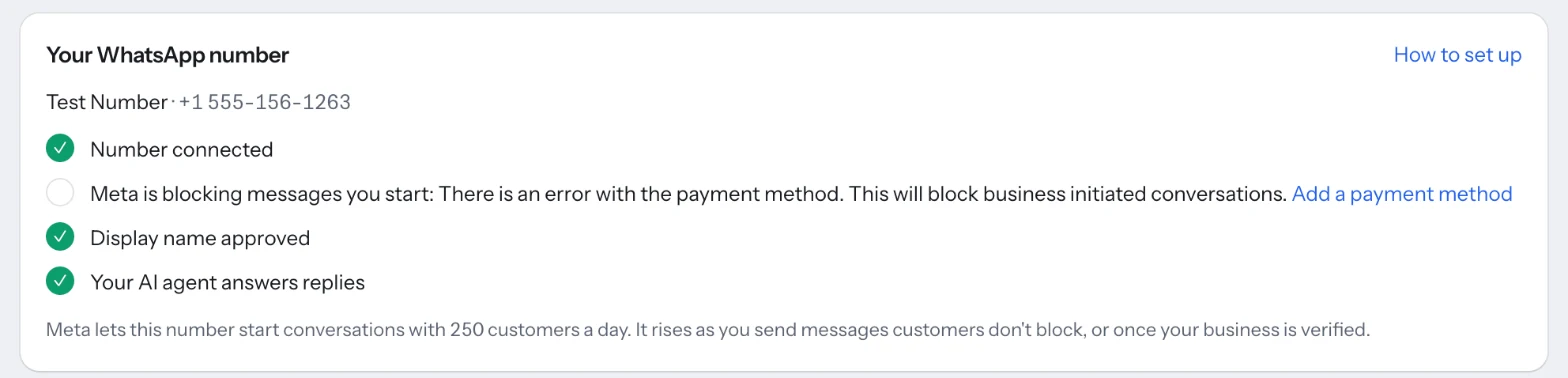 Your WhatsApp number
How to set up
Test Number · +1 555-156-1263
Number connected
Meta is blocking messages you start: There is an error with the payment method. This will block business initiated conversations. Add a payment method
Display name approved
Your AI agent answers replies
Meta lets this number start conversations with 250 customers a day. It rises as you send messages customers don't block, or once your business is verified.